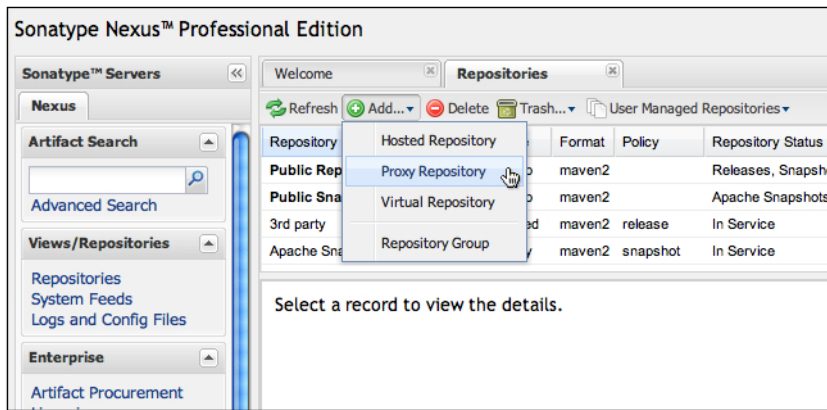 Sonatype Nexus™ Professional Edition
Sonatype™ Servers
Nexus
Artifact Search
Advanced Search
Views/Repositories
Repositories
System Feeds
Logs and Config Files
Enterprise
Artifact Procurement
Welcome
Repositories
Refresh Add... Delete Trash... User Managed Repositories
Repository Format Policy Repository Status
Public Rep maven2 Releases, Snapsh
Public Sna maven2 Apache Snapshots
3rd party ed maven2 release In Service
Apache Sna y maven2 snapshot In Service
Hosted Repository
Proxy Repository
Virtual Repository
Repository Group
Select a record to view the details.